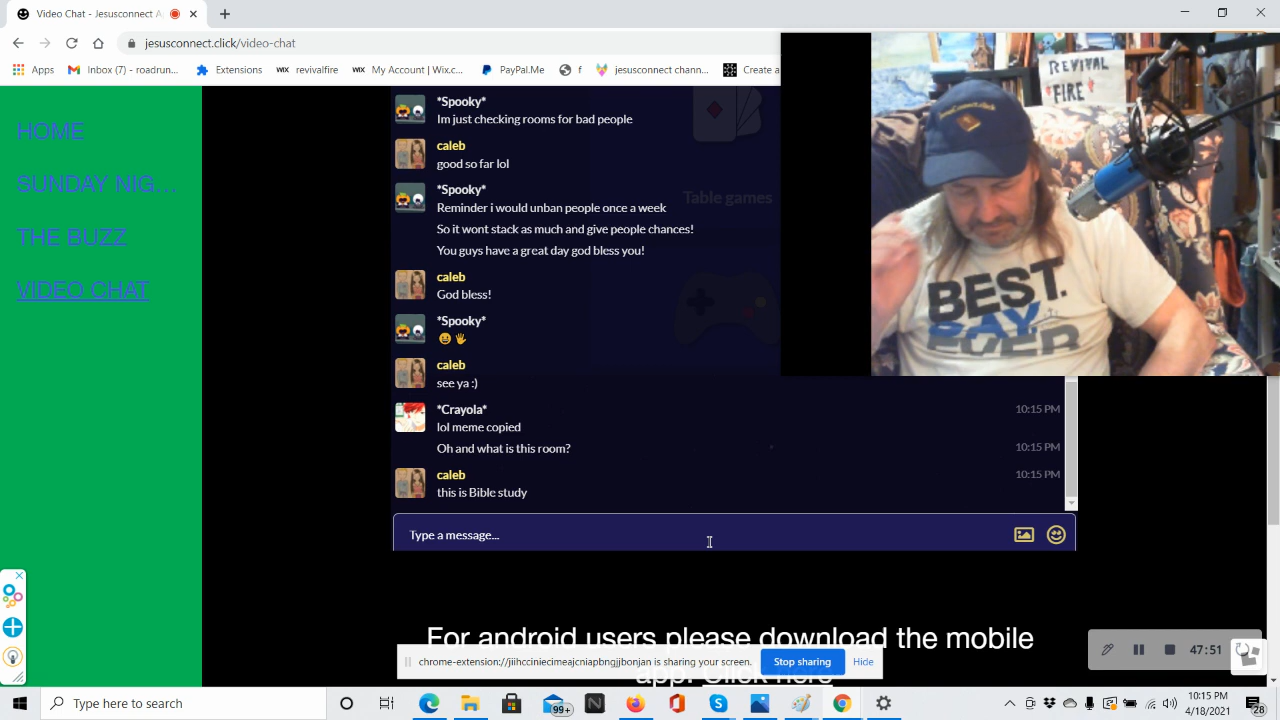 Video Chat - Jesusconnect A
jesusconnect.click/video-chat
Apps
Inbox (7) - roadrun...
Extensions
revivalfire
My Account | Wix.c...
PayPal.Me
f
jesusconnect chann...
Create a
REVIVAL
FIRE
HOME
SUNDAY NIG...
THE BUZZ
VIDEO CHAT
*Spooky*
Im just checking rooms for bad people
caleb
good so far lol
*Spooky*
Reminder i would unban people once a week
So it wont stack as much and give people chances!
You guys have a great day god bless you!
caleb
God bless!
*Spooky*
caleb
see ya :)
*Crayola* 10:15 PM
lol meme copied
Oh and what is this room? 10:15 PM
caleb 10:15 PM
this is Bible study
Table games
BEST.
DAY.
EVER
Type a message...
For android users please download the mobile
app. Click here
chrome-extension://jiihccinecimeajcniapbngjjbonjan is sharing your screen.
Stop sharing
Hide
47:51
Type here to search
99+
10:15 PM
4/18/2021
28